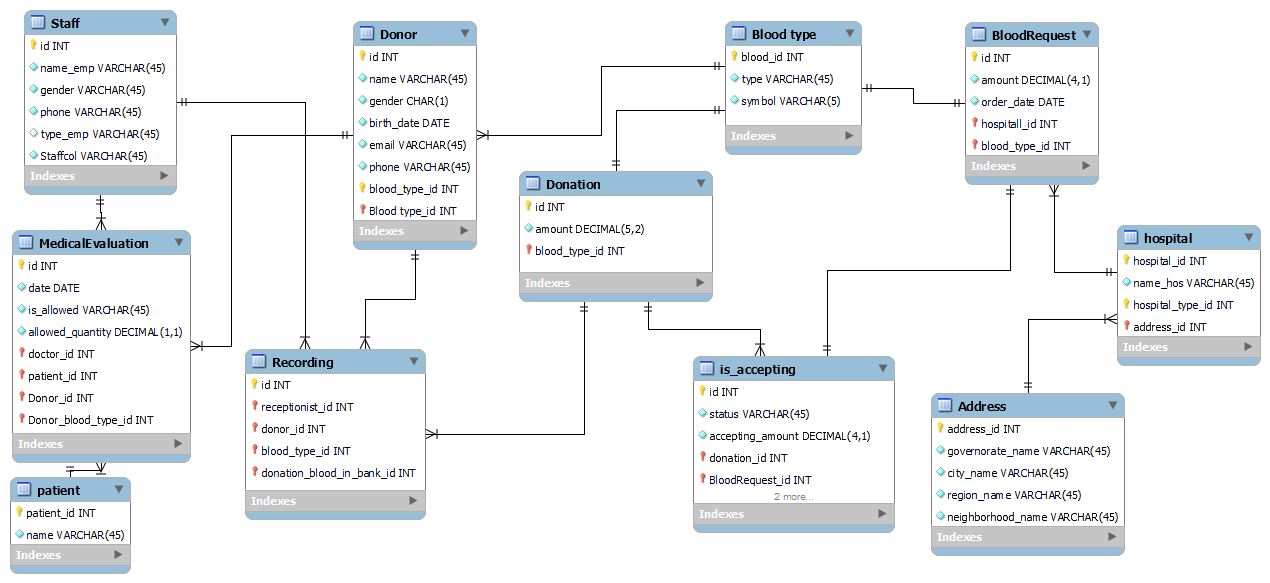 Staff
id INT
name_emp VARCHAR(45)
gender VARCHAR(45)
phone VARCHAR(45)
type_emp VARCHAR(45)
Staffcol VARCHAR(45)
Indexes
Donor
id INT
name VARCHAR(45)
gender CHAR(1)
birth_date DATE
email VARCHAR(45)
phone VARCHAR(45)
blood_type_id INT
Blood type_id INT
Indexes
Blood type
blood_id INT
type VARCHAR(45)
symbol VARCHAR(5)
Indexes
BloodRequest
id INT
amount DECIMAL(4,1)
order_date DATE
hospitall_id INT
blood_type_id INT
Indexes
Donation
id INT
amount DECIMAL(5,2)
blood_type_id INT
Indexes
MedicalEvaluation
id INT
date DATE
is_allowed VARCHAR(45)
allowed_quantity DECIMAL(1,1)
doctor_id INT
patient_id INT
Donor_id INT
Donor_blood_type_id INT
Indexes
hospital
hospital_id INT
name_hos VARCHAR(45)
hospital_type_id INT
address_id INT
Indexes
Recording
id INT
receptionist_id INT
donor_id INT
blood_type_id INT
donation_blood_in_bank_id INT
Indexes
is_accepting
id INT
status VARCHAR(45)
accepting_amount DECIMAL(4,1)
donation_id INT
BloodRequest_id INT
2 more...
Indexes
Address
address_id INT
governorate_name VARCHAR(45)
city_name VARCHAR(45)
region_name VARCHAR(45)
neighborhood_name VARCHAR(45)
Indexes
patient
patient_id INT
name VARCHAR(45)
Indexes